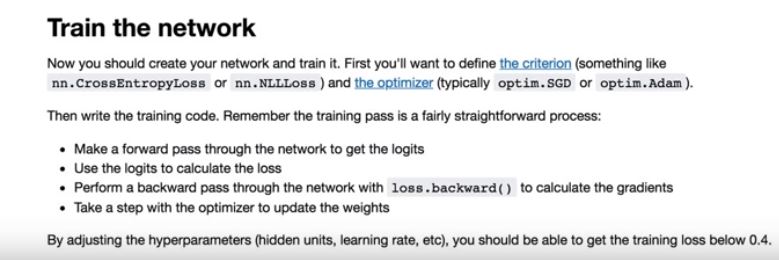 Train the network
Now you should create your network and train it. First you'll want to define the criterion (something like
nn.CrossEntropyLoss or nn.NLLLoss ) and the optimizer (typically optim.SGD or optim.Adam ).
Then write the training code. Remember the training pass is a fairly straightforward process:
• Make a forward pass through the network to get the logits
• Use the logits to calculate the loss
• Perform a backward pass through the network with loss.backward() to calculate the gradients
• Take a step with the optimizer to update the weights
By adjusting the hyperparameters (hidden units, learning rate, etc), you should be able to get the training loss below 0.4.